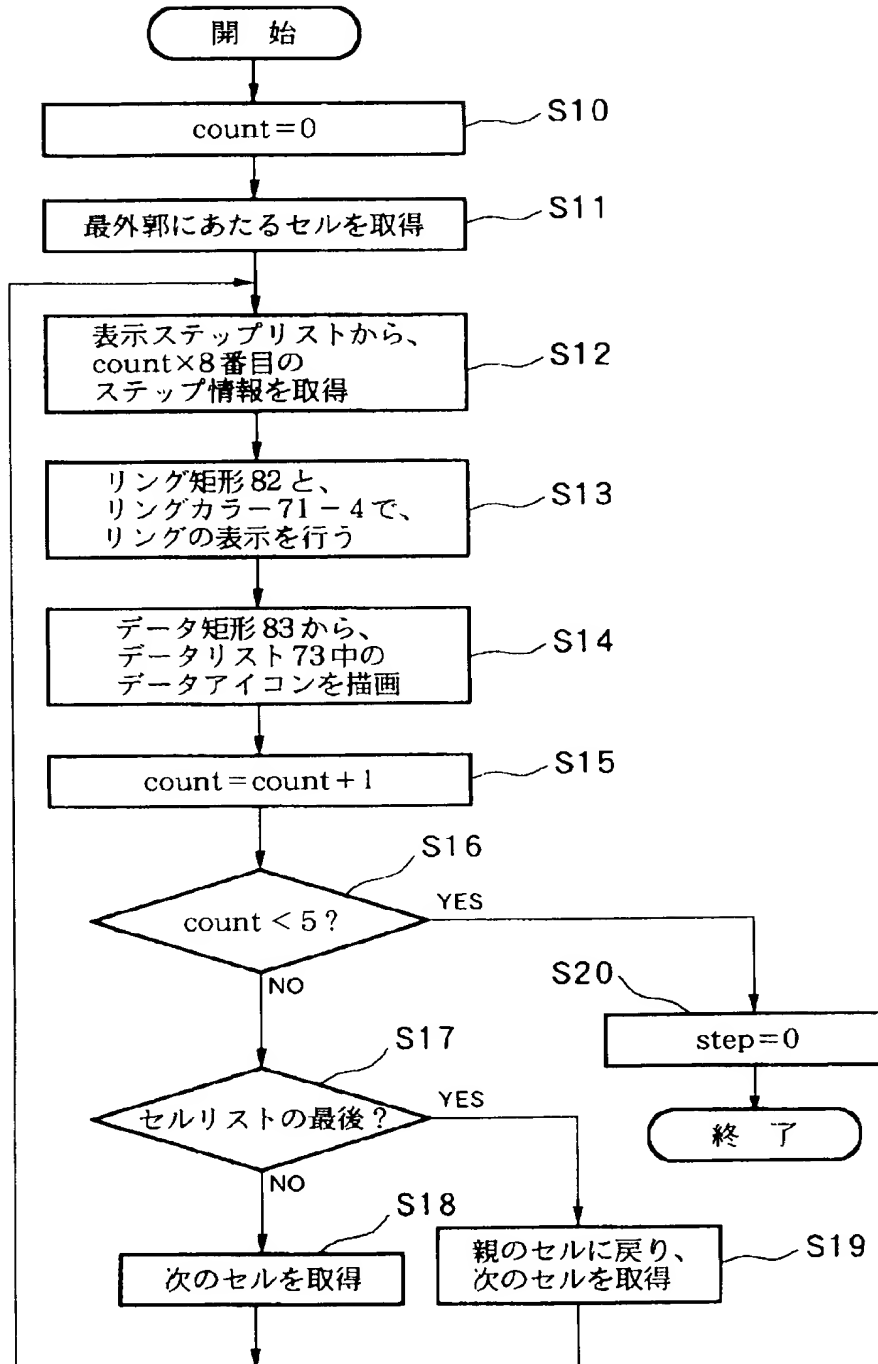 開 始
count=0
S10
最外郭にあたるセルを取得
S11
表示ステップリストから、
count×8番目の
ステップ情報を取得
S12
リング矩形82と、
リングカラー71-4で、
リングの表示を行う
S13
データ矩形83から、
データリスト73中の
データアイコンを描画
S14
count=count+1
S15
S16
count<5?
YES
NO
S20
step=0
終 了
S17
セルリストの最後?
YES
NO
S18
次のセルを取得
親のセルに戻り、
次のセルを取得
S19